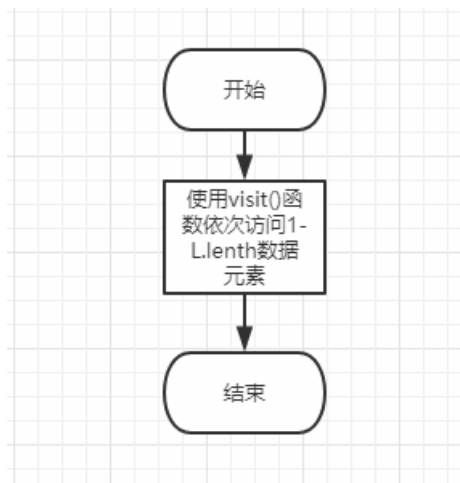 开始
使用visit()函
数依次访问1-
L.lenth数据
元素
结束